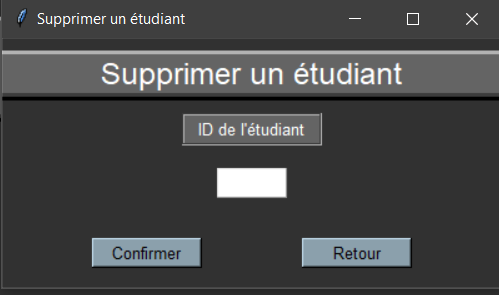 Supprimer un étudiant
Supprimer un étudiant
ID de l'étudiant
Confirmer
Retour